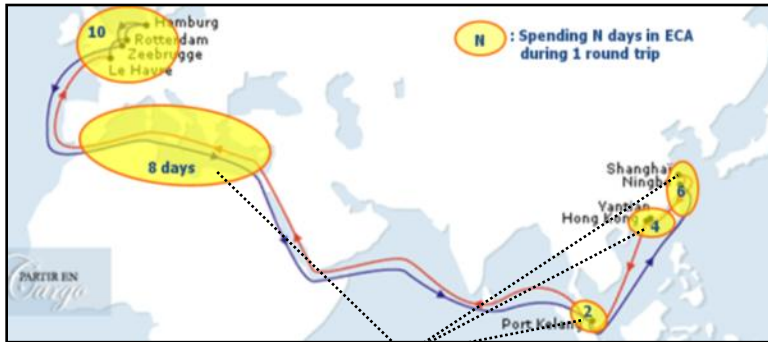 10
Hamburg
Rotterdam
Zeebrugge
Le Havre
N : Spending N days in ECA
during 1 round trip
8 days
Shanghai
Ningbo
6
Yantian
Hong Kong
4
2
Port Kelang
PARTIR EN
Cargo